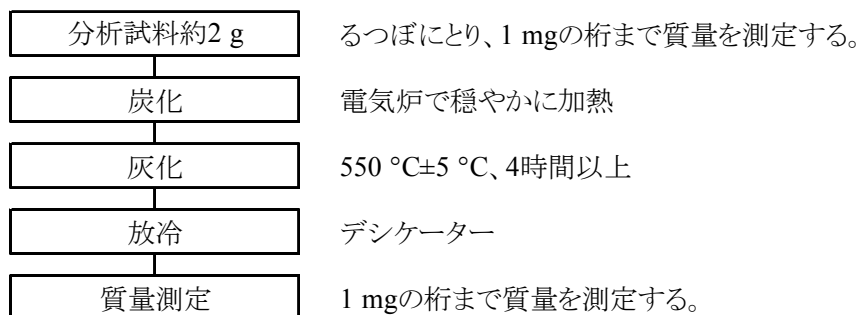 分析試料約2 g るつぼにとり、1 mgの桁まで質量を測定する。
炭化 電気炉で穏やかに加熱
灰化 550 °C±5 °C、4時間以上
放冷 デシケーター
質量測定 1 mgの桁まで質量を測定する。